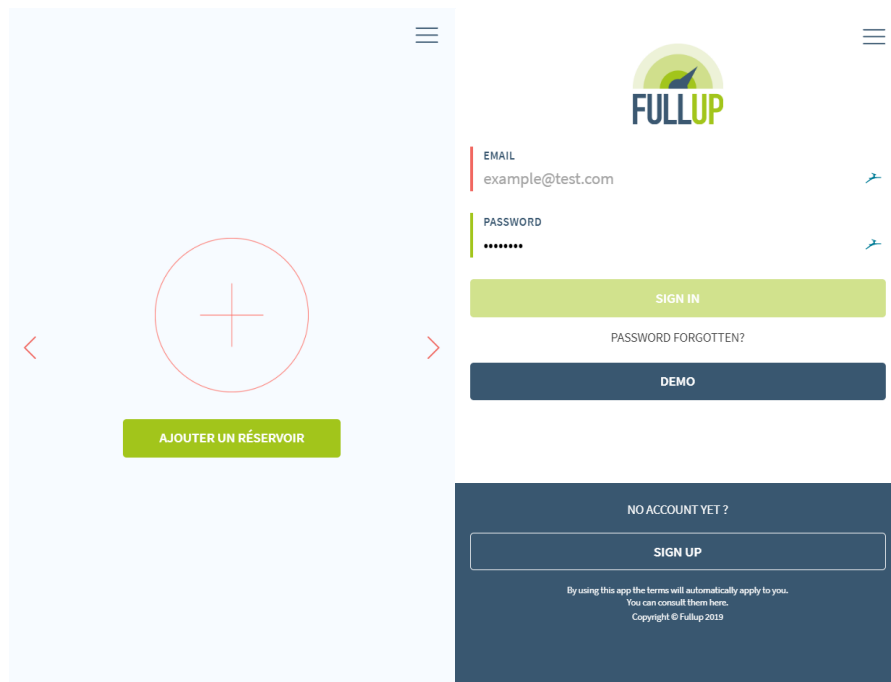 AJOUTER UN RÉSERVOIR
FULLUP
EMAIL
example@test.com
PASSWORD
••••••••
SIGN IN
PASSWORD FORGOTTEN?
DEMO
NO ACCOUNT YET ?
SIGN UP
By using this app the terms will automatically apply to you.
You can consult them here.
Copyright © Fullup 2019